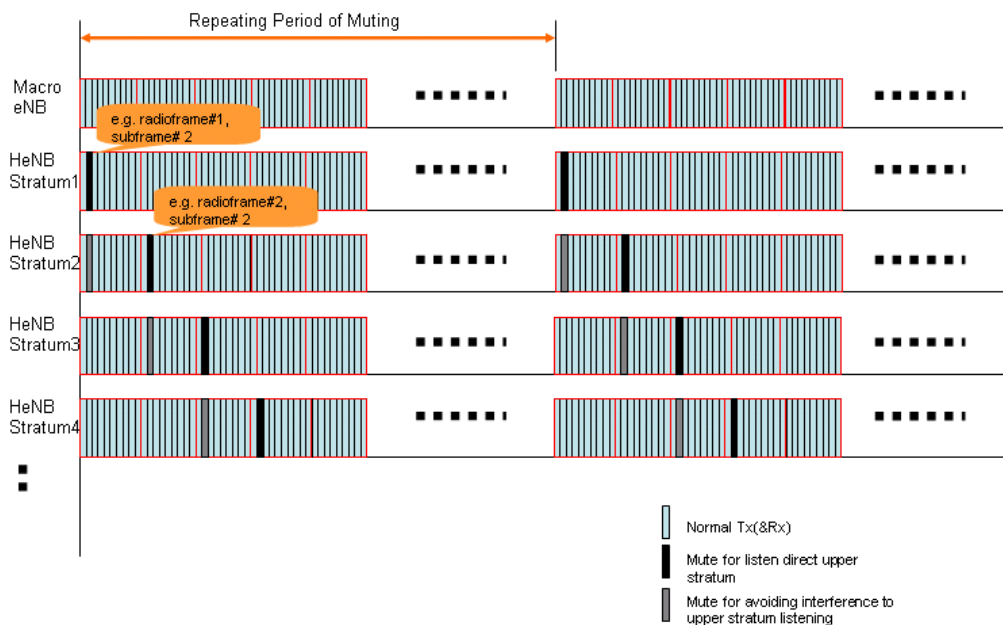 Repeating Period of Muting
Macro
eNB
e.g. radioframe#1,
subframe# 2
HeNB
Stratum1
e.g. radioframe#2,
subframe# 2
HeNB
Stratum2
HeNB
Stratum3
HeNB
Stratum4
Normal Tx(&Rx)
Mute for listen direct upper
stratum
Mute for avoiding interference to
upper stratum listening